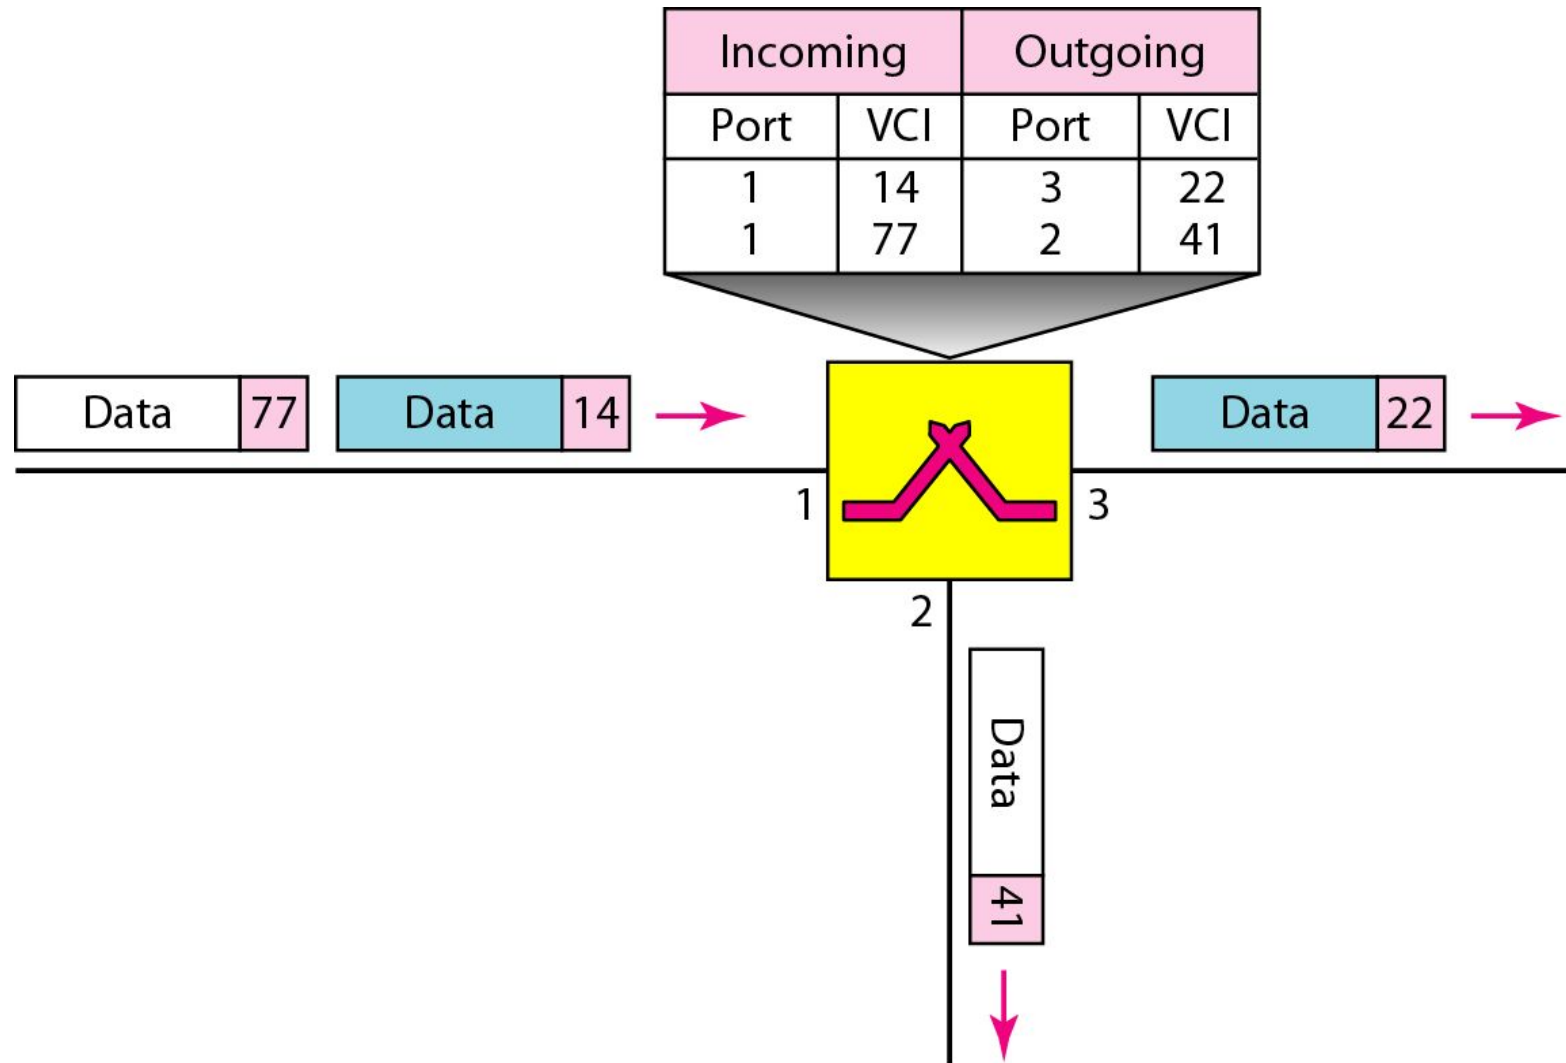 Incoming Outgoing
Port VCI Port VCI
1 14 3 22
1 77 2 41
Data 77 Data 14 Data 22
1 3
2
Data 41